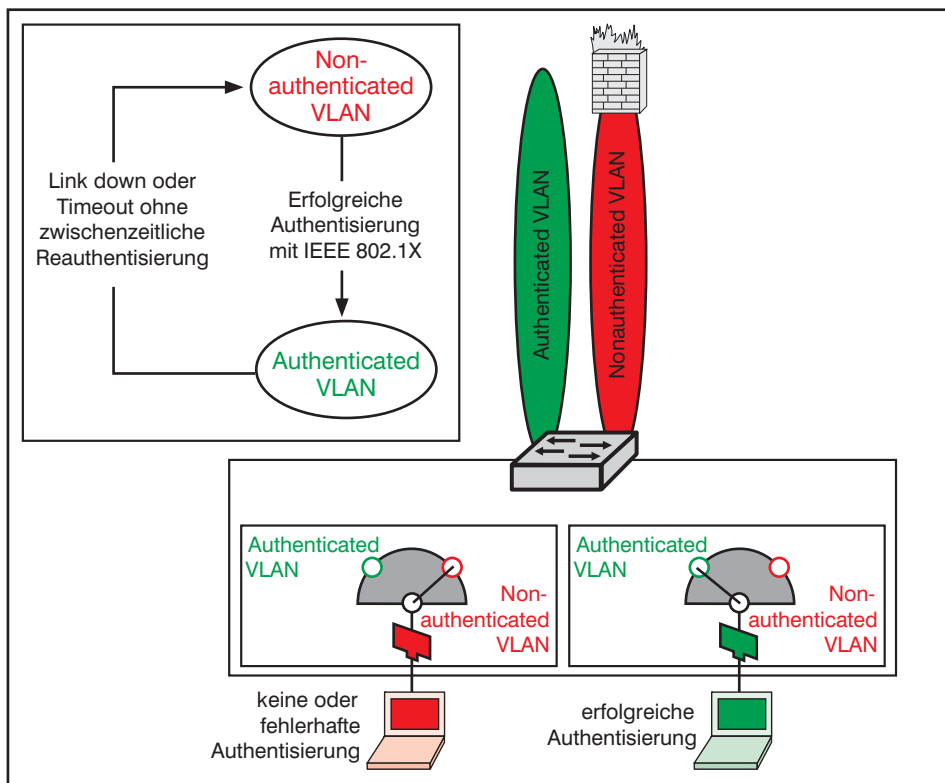 Non-
authenticated
VLAN
Link down oder
Timeout ohne
zwischenzeitliche
Reauthentisierung
Erfolgreiche
Authentisierung
mit IEEE 802.1X
Authenticated
VLAN
Authenticated VLAN
Nonauthenticated VLAN
Authenticated
VLAN
Non-
authenticated
VLAN
Authenticated
VLAN
Non-
authenticated
VLAN
keine oder
fehlerhafte
Authentisierung
erfolgreiche
Authentisierung